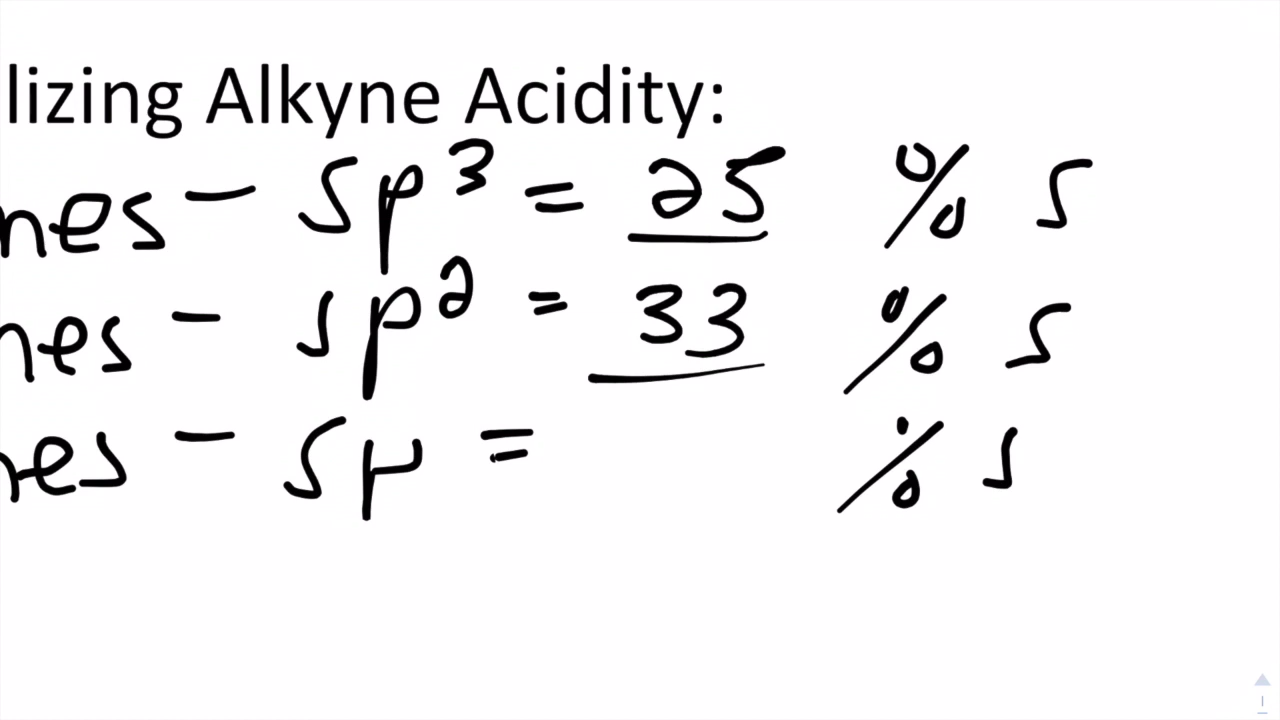 lizing Alkyne Acidity:
nes - sp³ = 25 % s
nes - sp² = 33 % s
nes - sp = % s